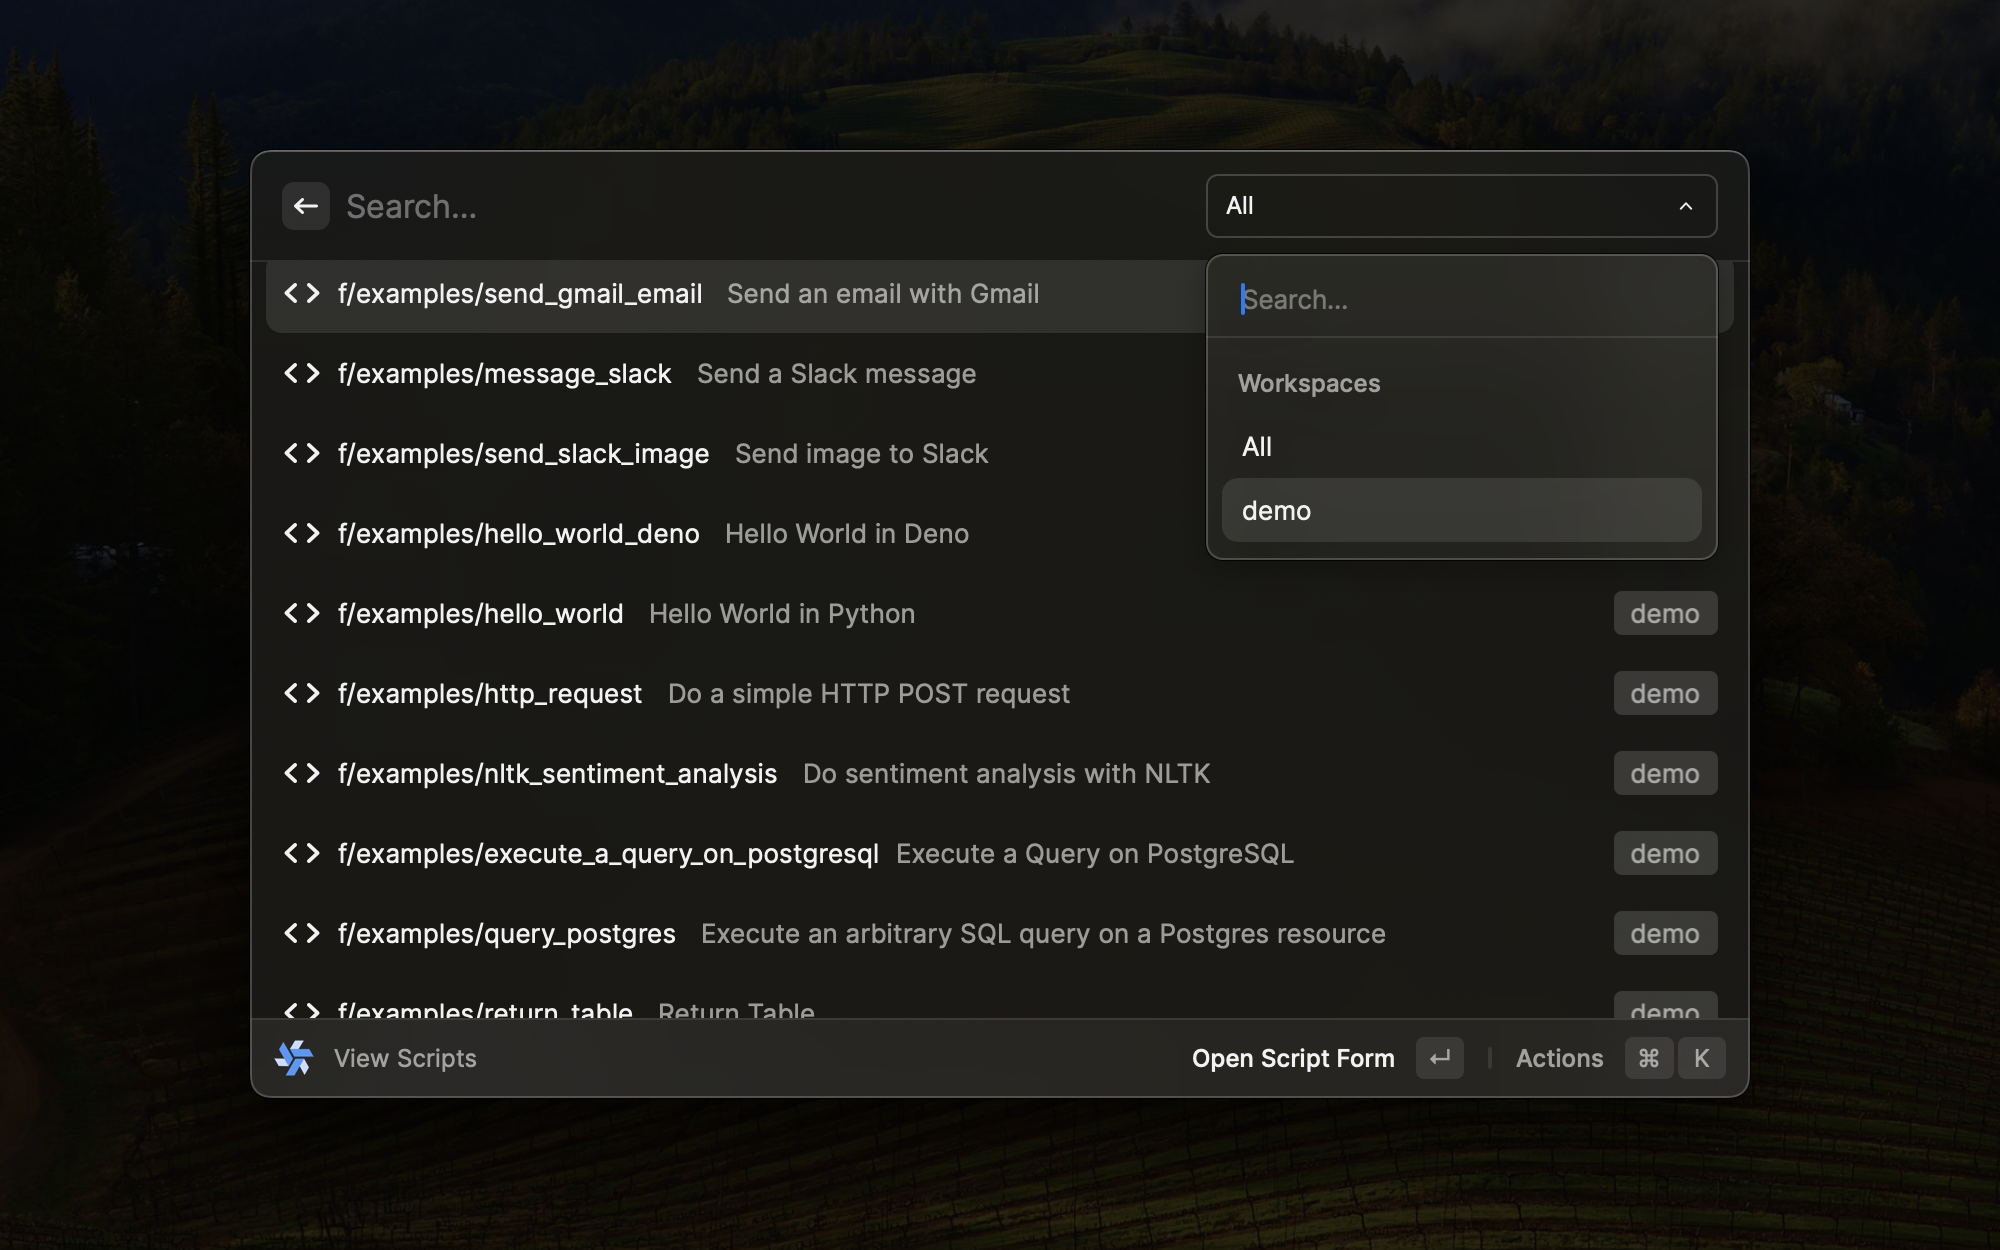 Search...
All
Search...
Workspaces
All
demo
f/examples/send_gmail_email Send an email with Gmail
f/examples/message_slack Send a Slack message
f/examples/send_slack_image Send image to Slack
f/examples/hello_world_deno Hello World in Deno
f/examples/hello_world Hello World in Python demo
f/examples/http_request Do a simple HTTP POST request demo
f/examples/nltk_sentiment_analysis Do sentiment analysis with NLTK demo
f/examples/execute_a_query_on_postgresql Execute a Query on PostgreSQL demo
f/examples/query_postgres Execute an arbitrary SQL query on a Postgres resource demo
f/examples/return_table Return Table demo
View Scripts
Open Script Form ↵ Actions ⌘ K